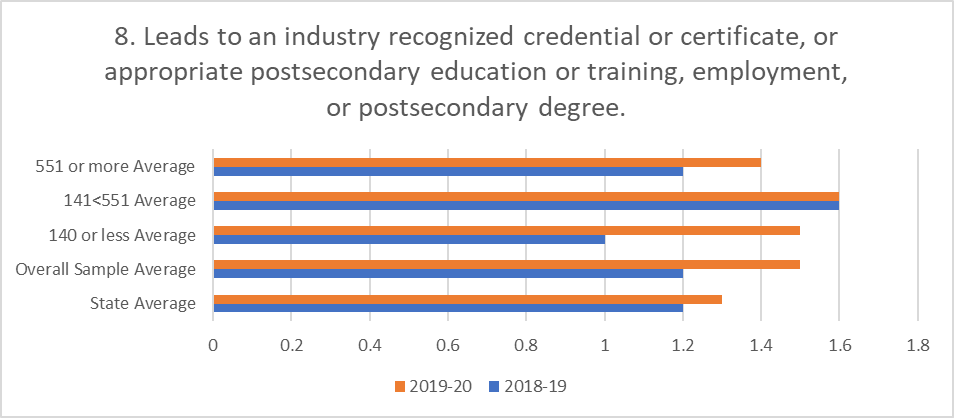 8. Leads to an industry recognized credential or certificate, or
appropriate postsecondary education or training, employment,
or postsecondary degree.
551 or more Average
141<551 Average
140 or less Average
Overall Sample Average
State Average
0 0.2 0.4 0.6 0.8 1 1.2 1.4 1.6 1.8
2019-20 2018-19